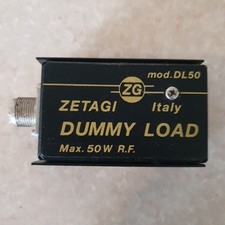 mod.DL50
ZG
ZETAGI Italy
DUMMY LOAD
Max. 50W R.F.